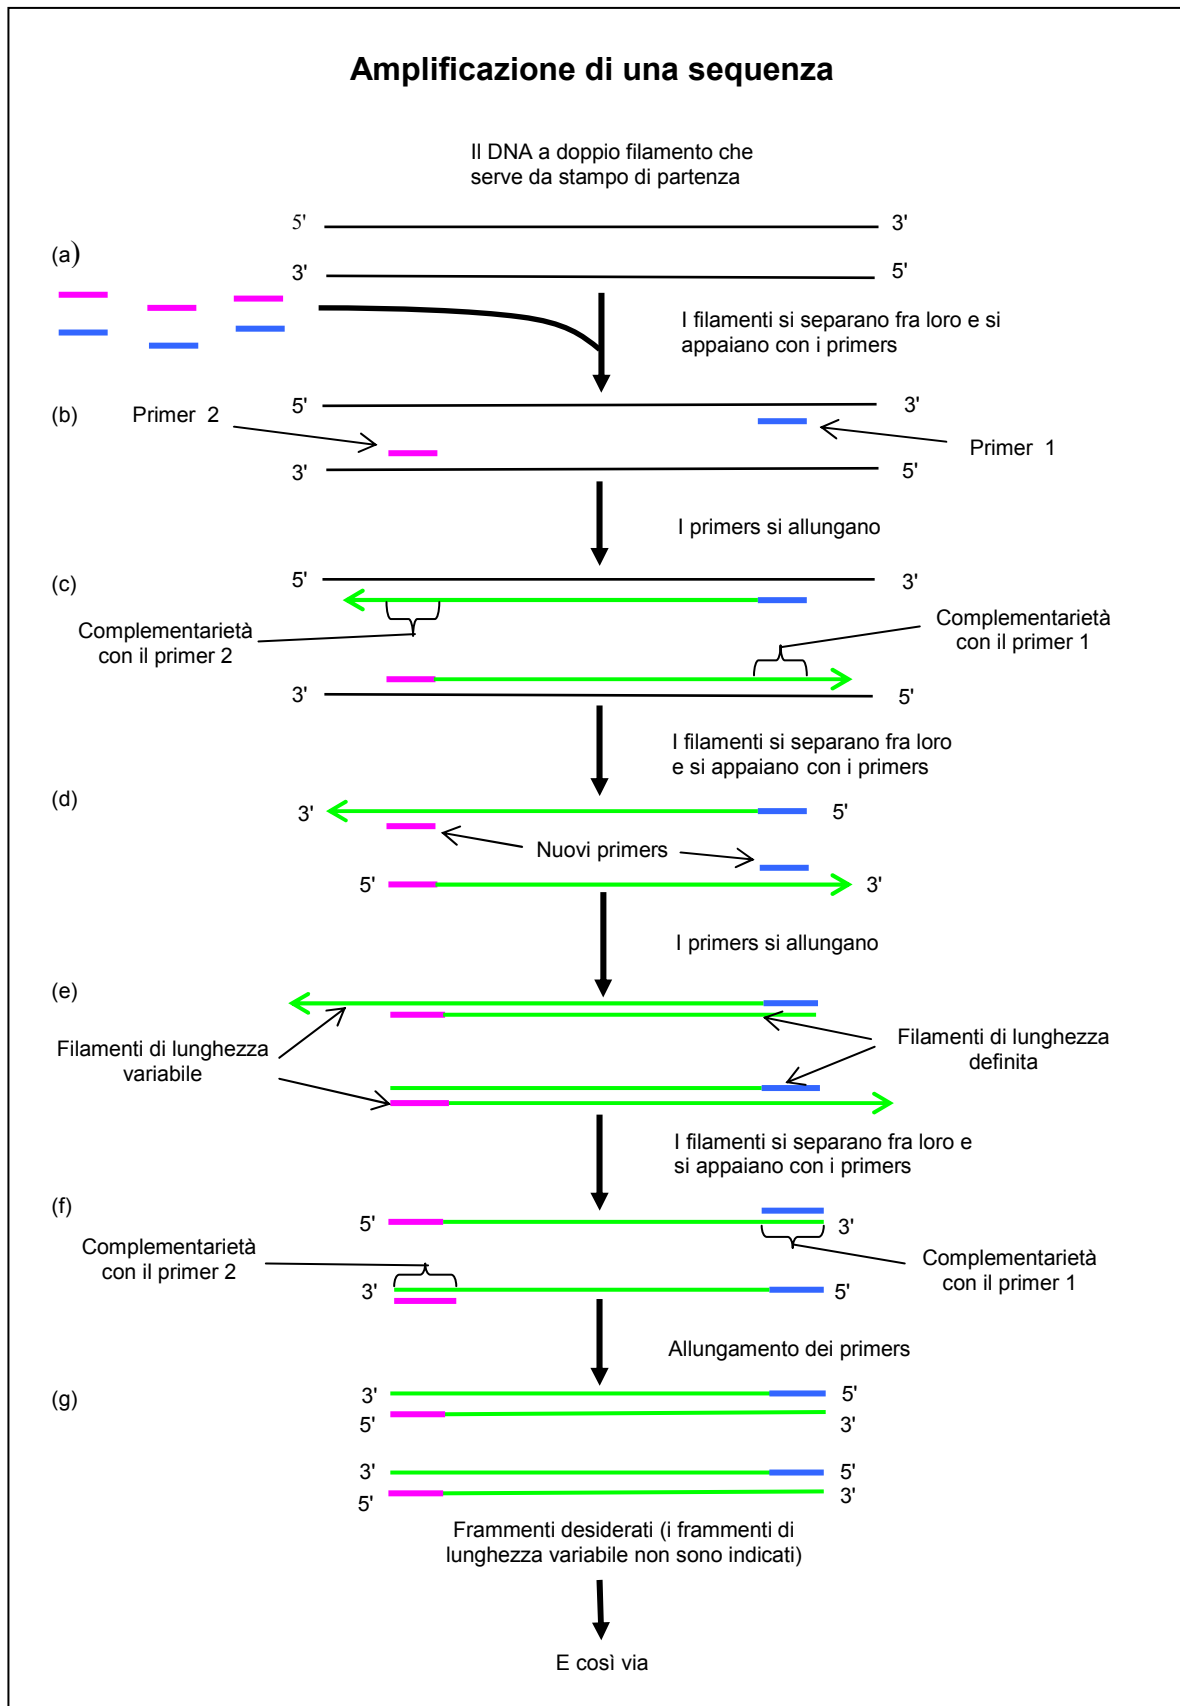 Amplificazione di una sequenza
Il DNA a doppio filamento che
serve da stampo di partenza
5'
3'
(a)
3'
5'
I filamenti si separano fra loro e si
appaiano con i primers
(b)
Primer 2
5'
3'
Primer 1
3'
5'
I primers si allungano
(c)
5'
3'
Complementarietà
con il primer 2
Complementarietà
con il primer 1
3'
5'
I filamenti si separano fra loro
e si appaiano con i primers
(d)
3'
5'
Nuovi primers
5'
3'
I primers si allungano
(e)
Filamenti di lunghezza
variabile
Filamenti di lunghezza
definita
I filamenti si separano fra loro e
si appaiano con i primers
(f)
5'
3'
Complementarietà
con il primer 2
Complementarietà
con il primer 1
3'
5'
Allungamento dei primers
(g)
3'
5'
5'
3'
3'
5'
5'
3'
Frammenti desiderati (i frammenti di
lunghezza variabile non sono indicati)
E così via